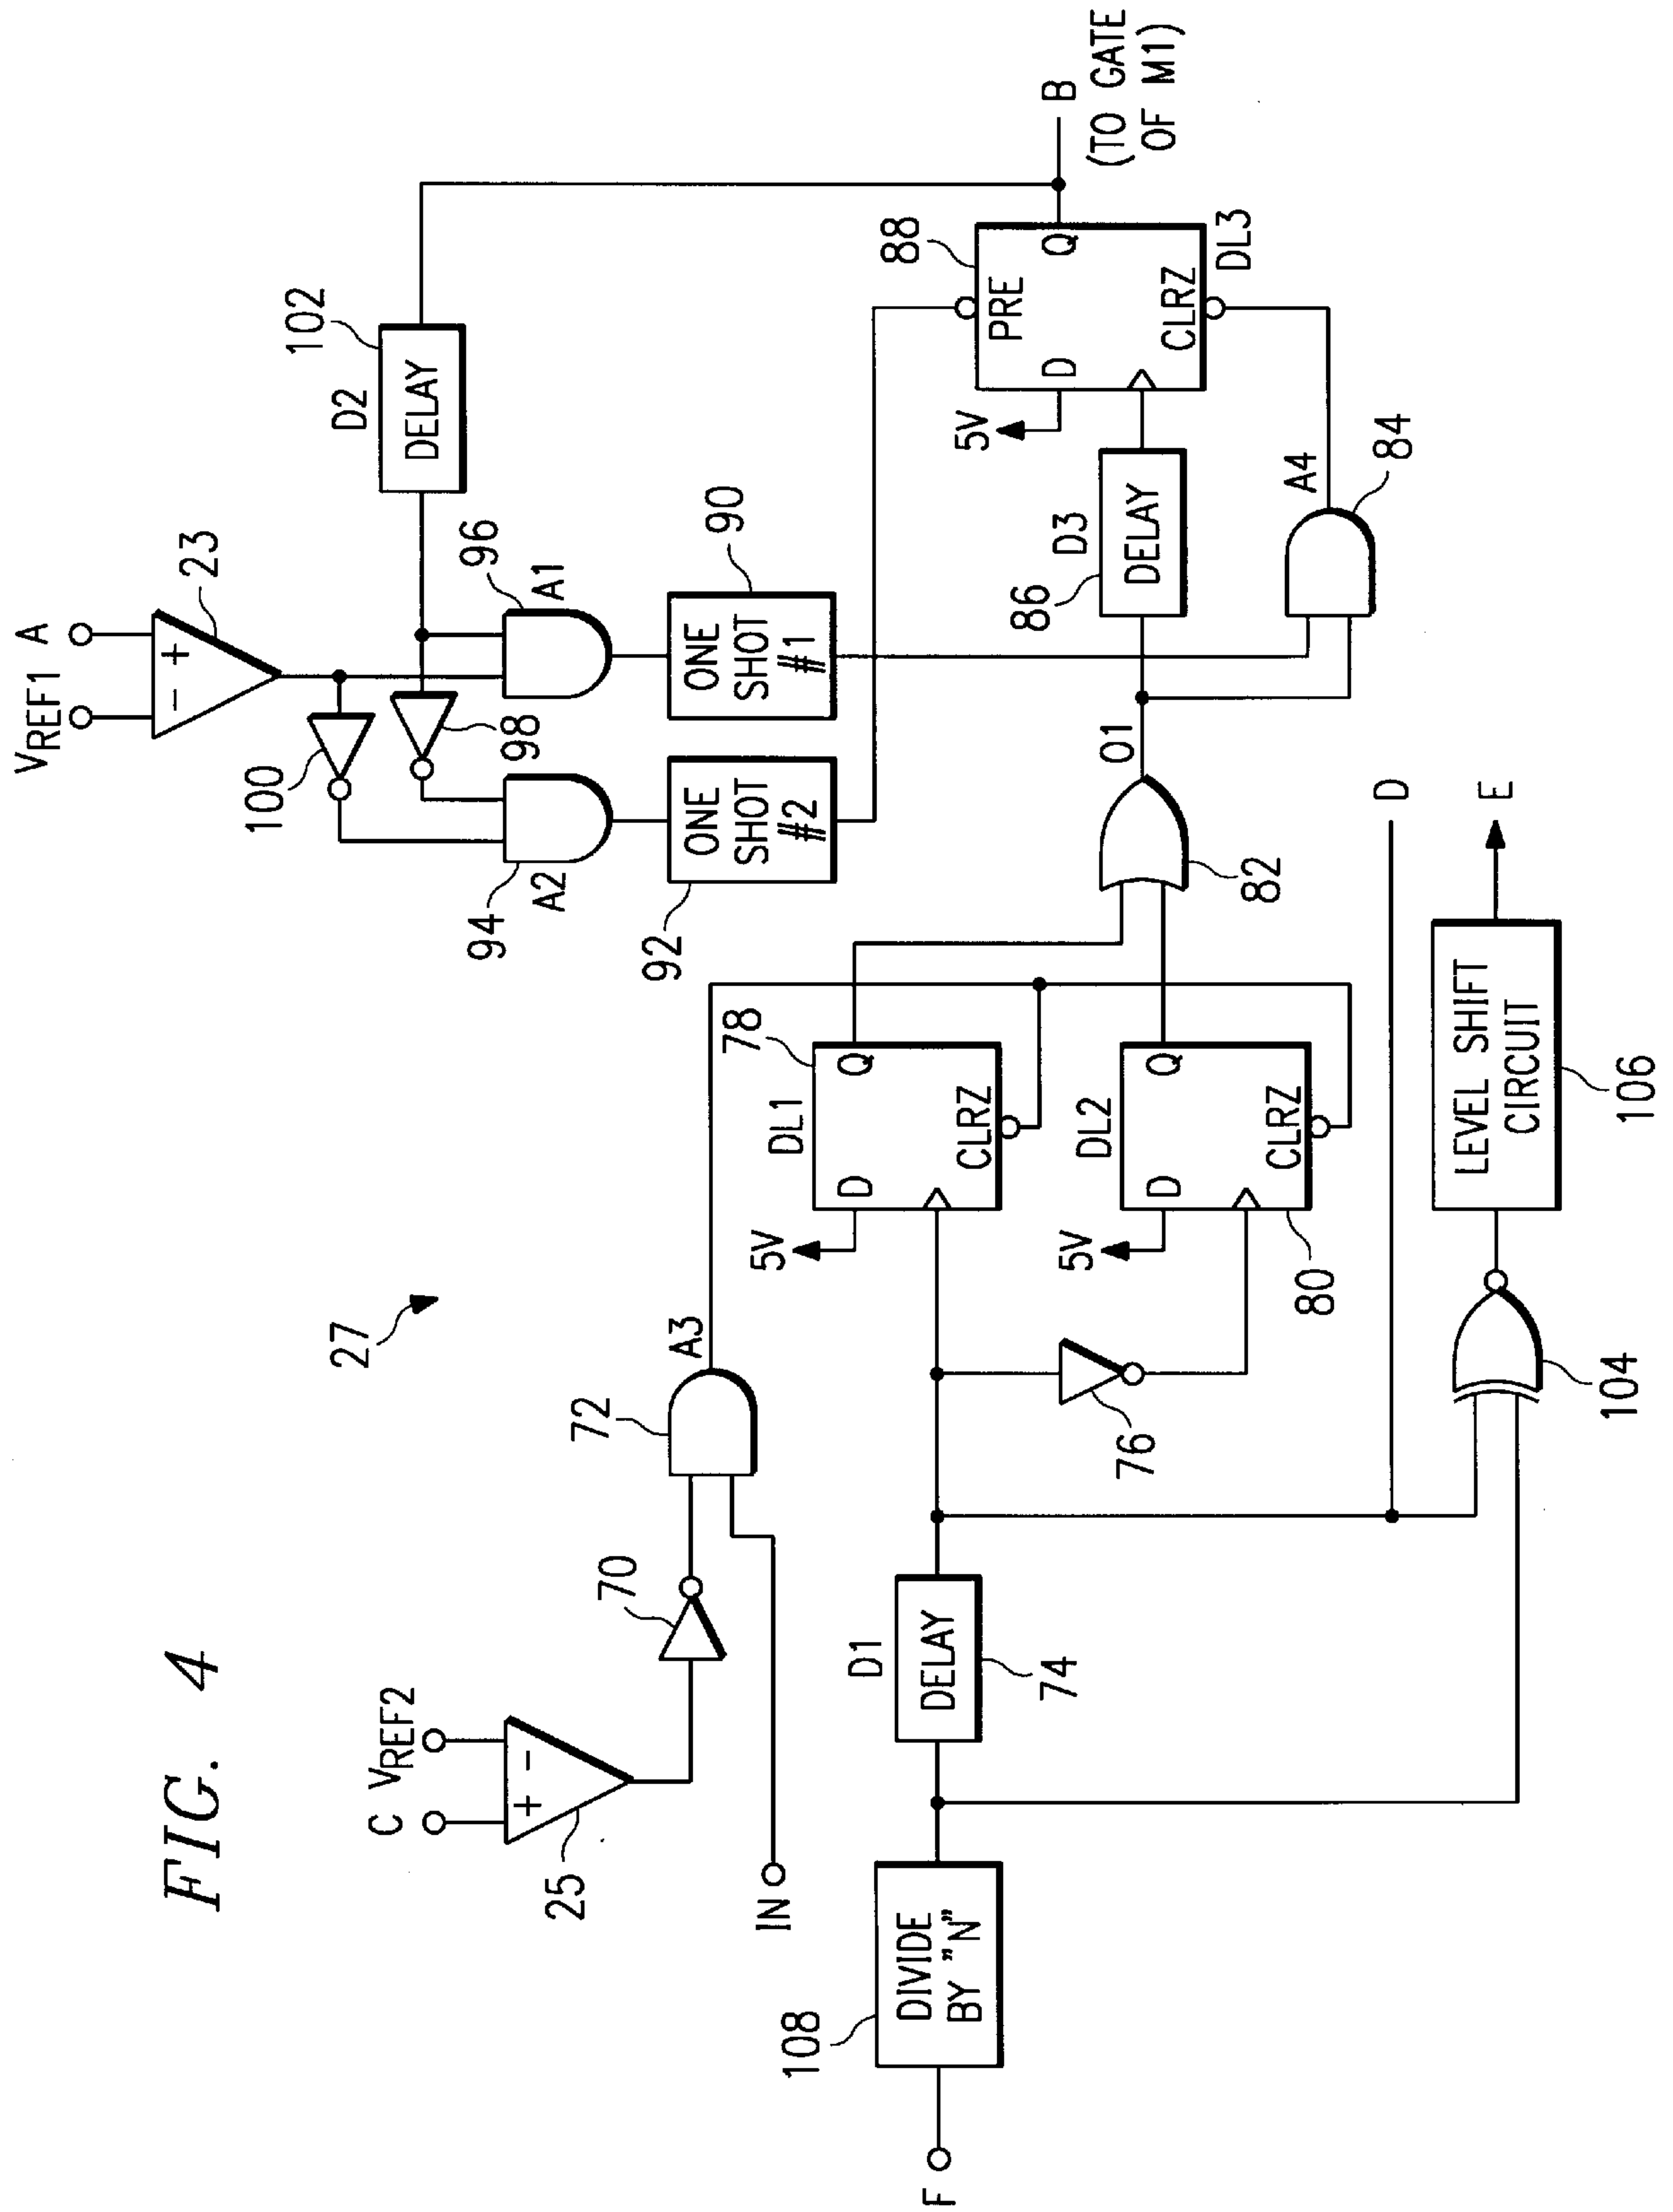 FIG. 4
27
VREF1
A
23
100
98
D2
102
DELAY
96
A1
94
A2
90
ONE
SHOT
#1
92
ONE
SHOT
#2
C
VREF2
25
70
IN
72
A3
DL1
78
5V
D
Q
CLRZ
DL2
80
5V
D
Q
CLRZ
76
82
O1
86
D3
DELAY
A4
84
88
5V
D
PRE
Q
CLRZ
DL3
B
(TO GATE
OF M1)
F
108
DIVIDE
BY "N"
D1
DELAY
74
D
104
LEVEL SHIFT
CIRCUIT
106
E